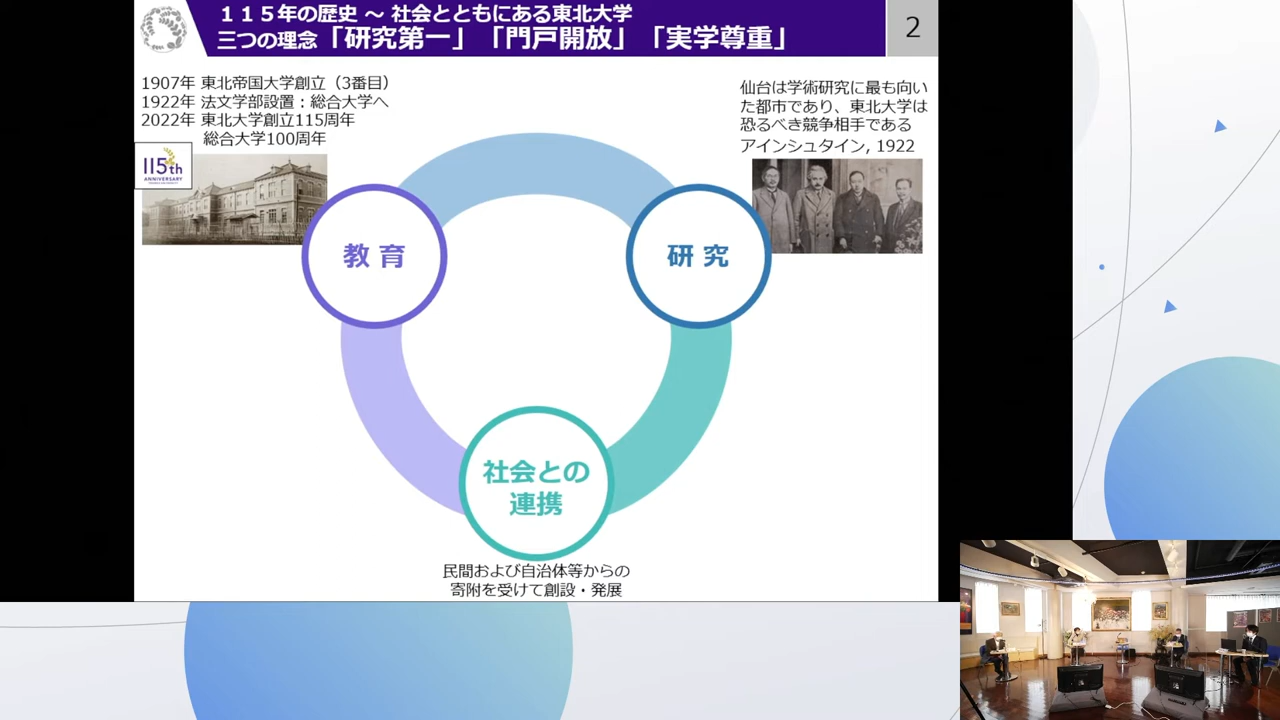 １１５年の歴史 ～ 社会とともにある東北大学
三つの理念「研究第一」「門戸開放」「実学尊重」
2
1907年 東北帝国大学創立（3番目）
1922年 法文学部設置：総合大学へ
2022年 東北大学創立115周年
総合大学100周年
115th
ANNIVERSARY
仙台は学術研究に最も向い
た都市であり、東北大学は
恐るべき競争相手である
アインシュタイン, 1922
教 育
研 究
社会との
連携
民間および自治体等からの
寄附を受けて創設・発展